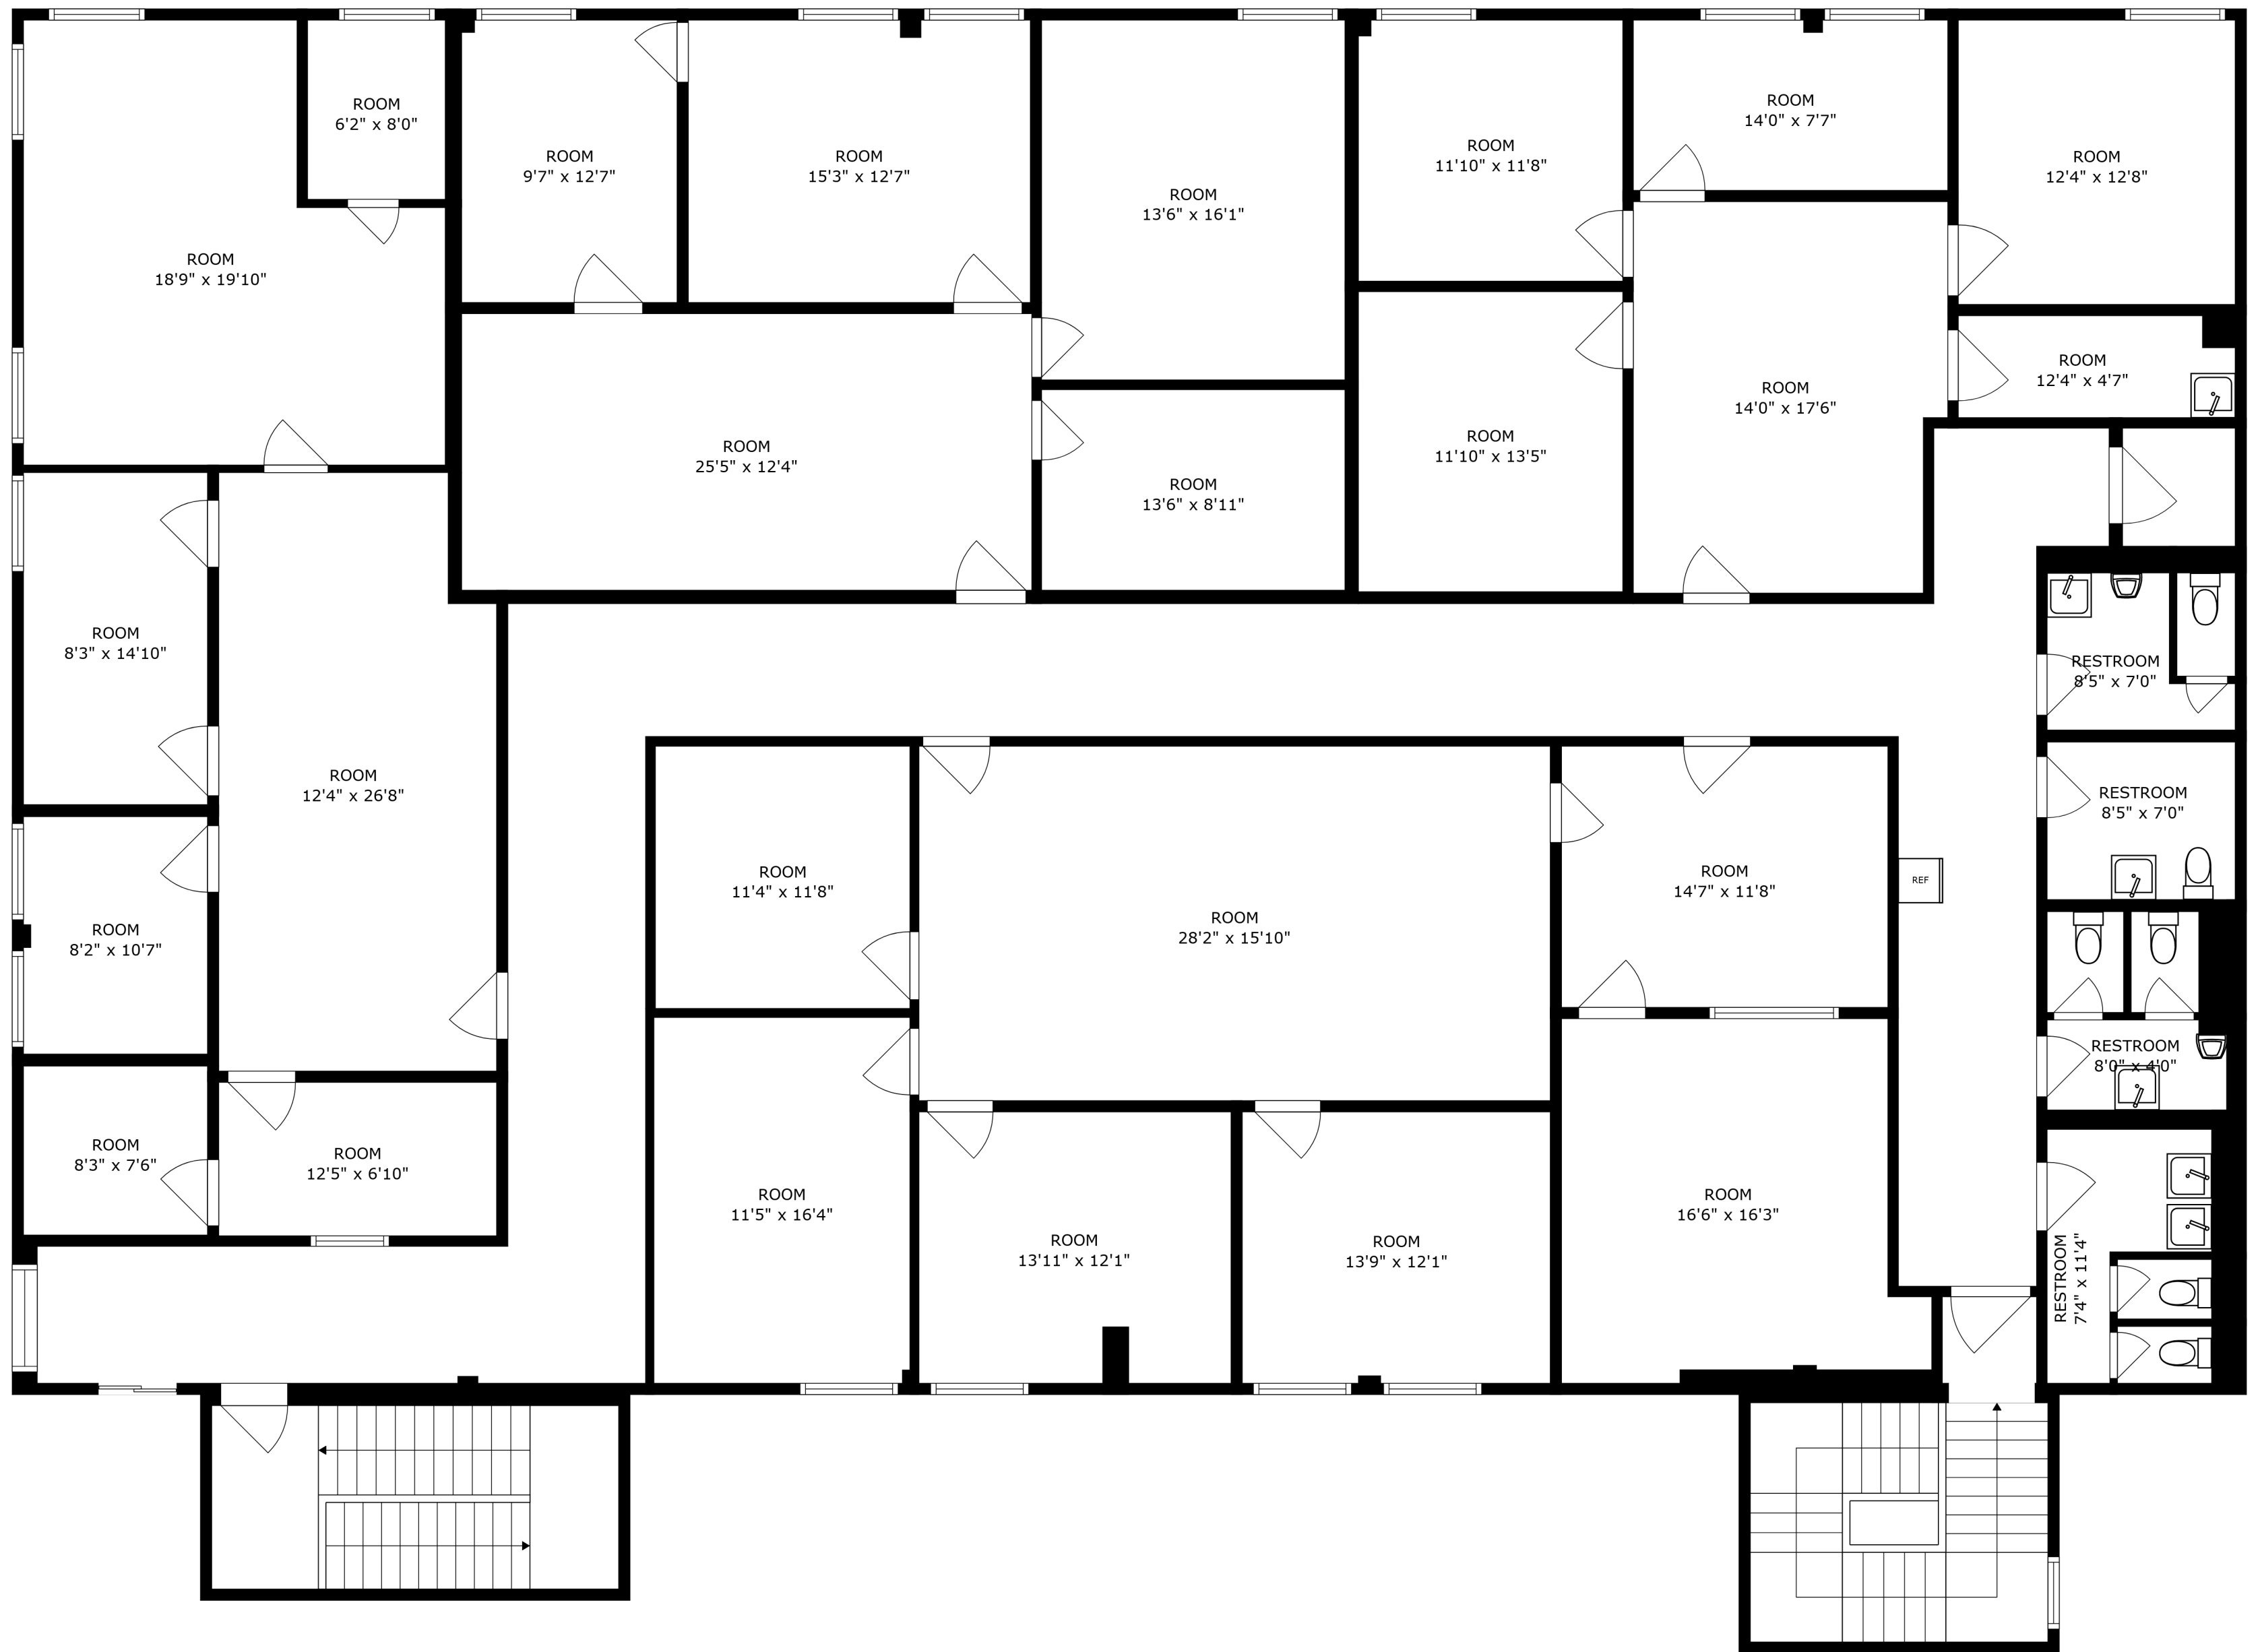 ROOM
6'2" x 8'0"
ROOM
9'7" x 12'7"
ROOM
15'3" x 12'7"
ROOM
13'6" x 16'1"
ROOM
11'10" x 11'8"
ROOM
14'0" x 7'7"
ROOM
12'4" x 12'8"
ROOM
18'9" x 19'10"
ROOM
25'5" x 12'4"
ROOM
13'6" x 8'11"
ROOM
11'10" x 13'5"
ROOM
14'0" x 17'6"
ROOM
12'4" x 4'7"
ROOM
8'3" x 14'10"
ROOM
12'4" x 26'8"
RESTROOM
8'5" x 7'0"
RESTROOM
8'5" x 7'0"
ROOM
11'4" x 11'8"
ROOM
28'2" x 15'10"
ROOM
14'7" x 11'8"
REF
ROOM
8'2" x 10'7"
RESTROOM
8'0" x 4'0"
ROOM
8'3" x 7'6"
ROOM
12'5" x 6'10"
ROOM
11'5" x 16'4"
ROOM
13'11" x 12'1"
ROOM
13'9" x 12'1"
ROOM
16'6" x 16'3"
RESTROOM
7'4" x 11'4"